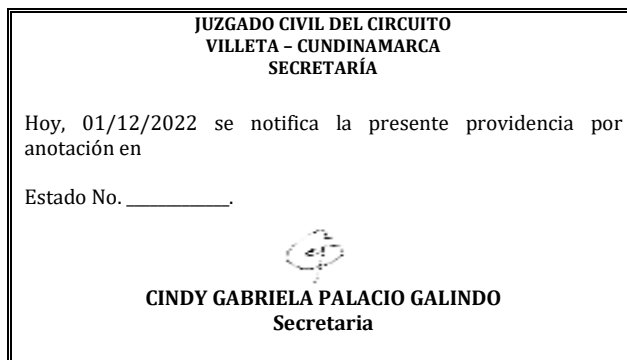 JUZGADO CIVIL DEL CIRCUITO
VILLETA – CUNDINAMARCA
SECRETARÍA
Hoy, 01/12/2022 se notifica la presente providencia por
anotación en
Estado No. ____________.
CINDY GABRIELA PALACIO GALINDO
Secretaria